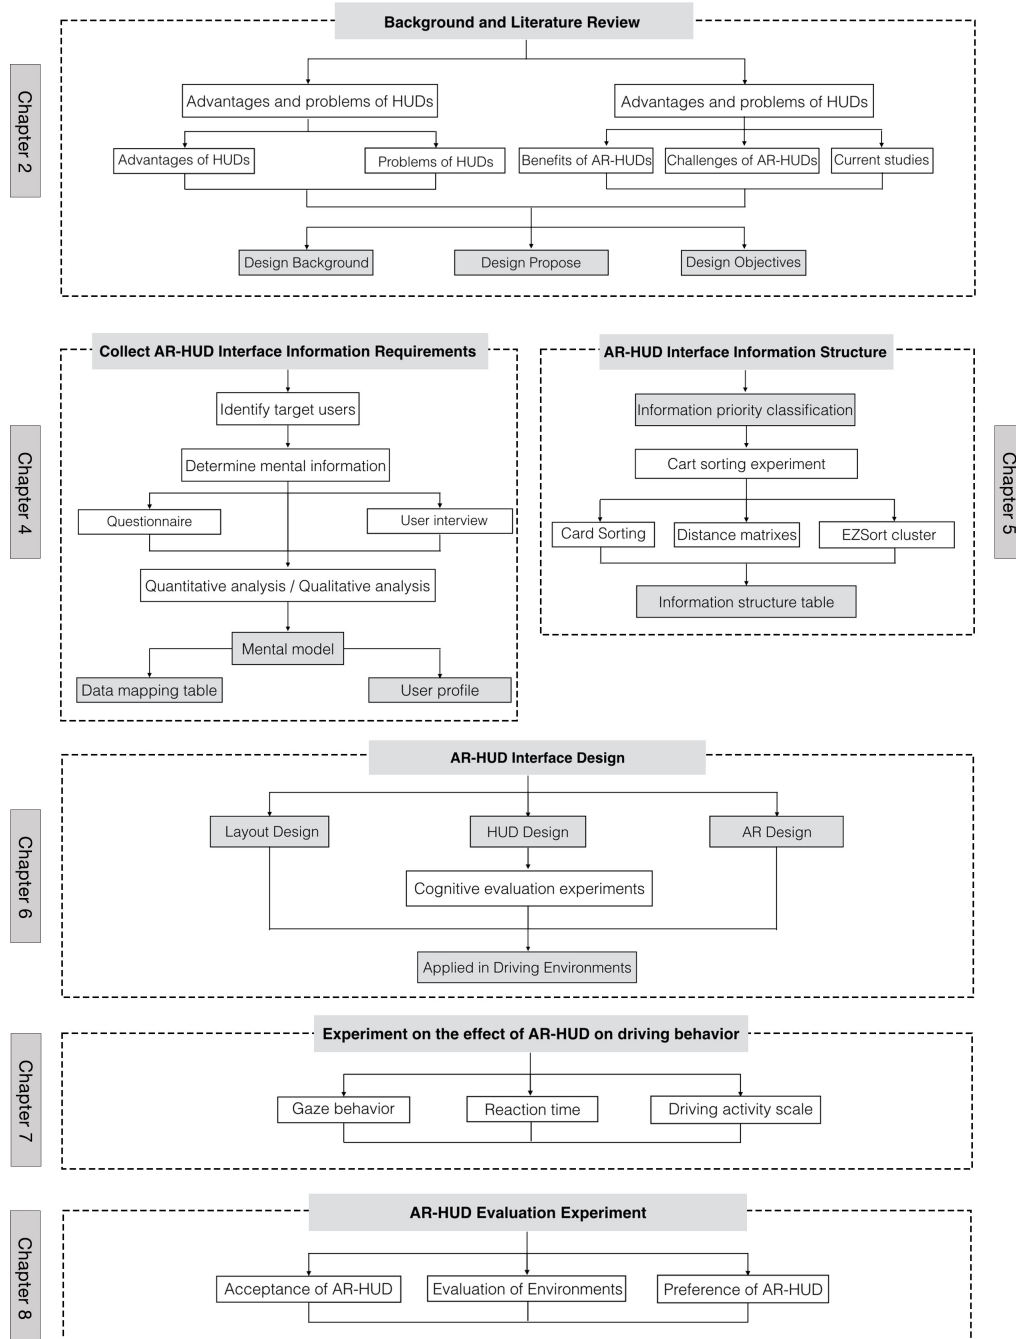 Background and Literature Review
Chapter 2
Advantages and problems of HUDs
Advantages and problems of HUDs
Advantages of HUDs
Problems of HUDs
Benefits of AR-HUDs
Challenges of AR-HUDs
Current studies
Design Background
Design Propose
Design Objectives
Chapter 4
Collect AR-HUD Interface Information Requirements
Identify target users
Determine mental information
Questionnaire
User interview
Quantitative analysis / Qualitative analysis
Mental model
Data mapping table
User profile
AR-HUD Interface Information Structure
Chapter 5
Information priority classification
Cart sorting experiment
Card Sorting
Distance matrixes
EZSort cluster
Information structure table
Chapter 6
AR-HUD Interface Design
Layout Design
HUD Design
AR Design
Cognitive evaluation experiments
Applied in Driving Environments
Chapter 7
Experiment on the effect of AR-HUD on driving behavior
Gaze behavior
Reaction time
Driving activity scale
Chapter 8
AR-HUD Evaluation Experiment
Acceptance of AR-HUD
Evaluation of Environments
Preference of AR-HUD